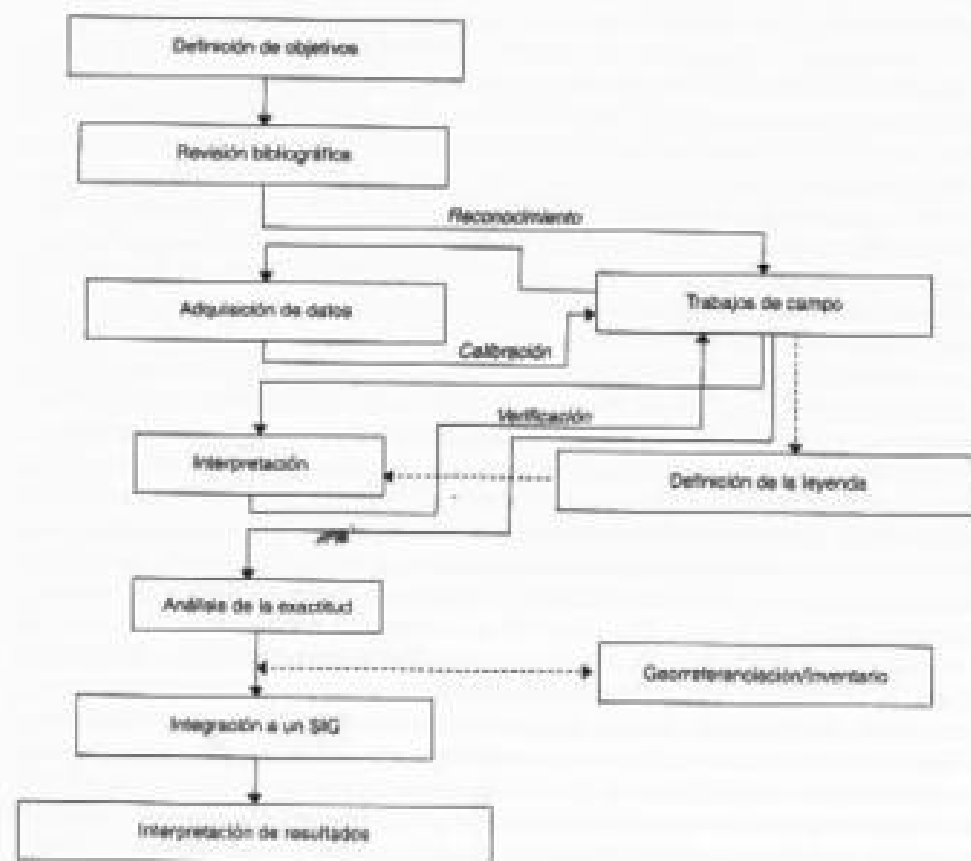 Definición de objetivos
Revisión bibliográfica
Reconocimiento
Adquisición de datos
Trabajos de campo
Calibración
Verificación
Interpretación
Definición de la leyenda
Análisis de la exactitud
Georreferenciación/Inventario
Integración a un SIG
Interpretación de resultados